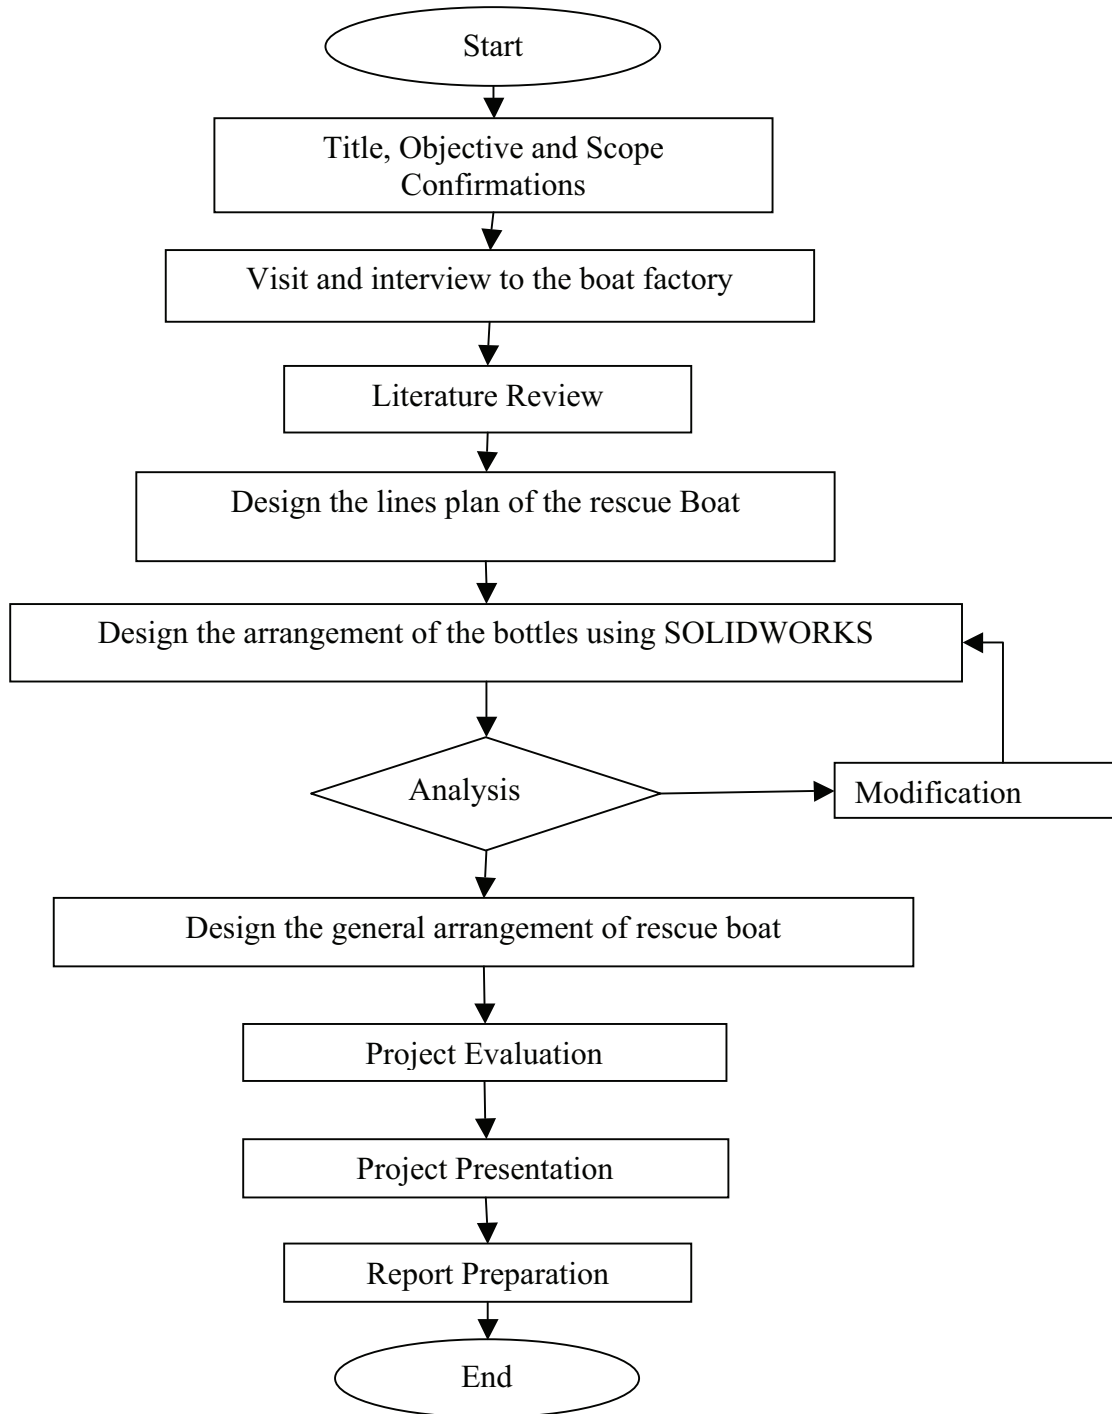 Start
Title, Objective and Scope
Confirmations
Visit and interview to the boat factory
Literature Review
Design the lines plan of the rescue Boat
Design the arrangement of the bottles using SOLIDWORKS
Analysis
Modification
Design the general arrangement of rescue boat
Project Evaluation
Project Presentation
Report Preparation
End